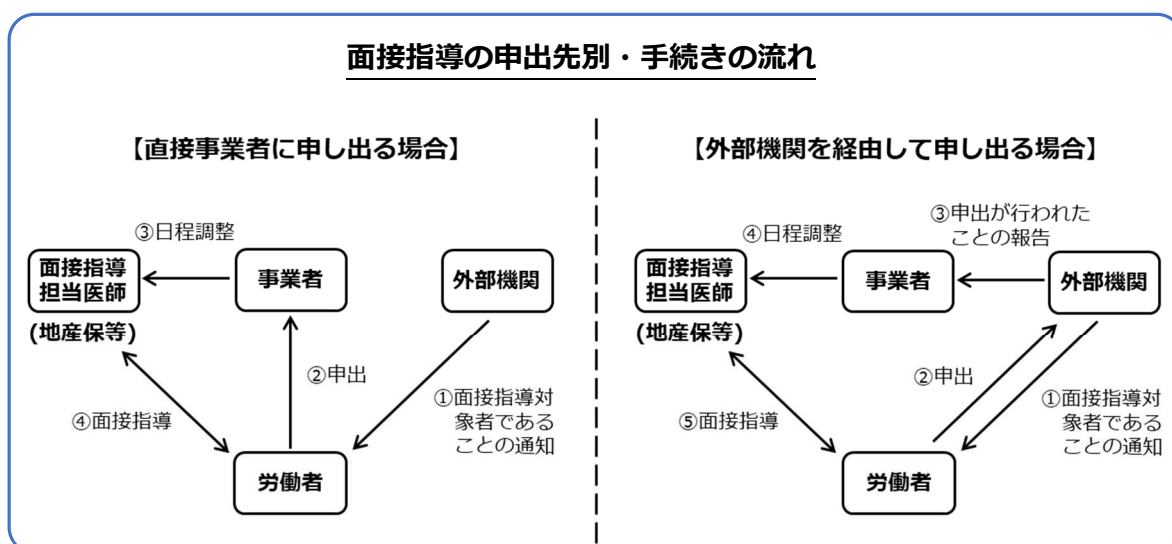 面接指導の申出先別・手続きの流れ
【直接事業者に申し出る場合】
③日程調整
面接指導
担当医師
(地産保等)
事業者
外部機関
②申出
①面接指導対
象者である
ことの通知
④面接指導
労働者
【外部機関を経由して申し出る場合】
③申出が行われた
ことの報告
④日程調整
面接指導
担当医師
(地産保等)
事業者
外部機関
②申出
①面接指導対
象者である
ことの通知
⑤面接指導
労働者